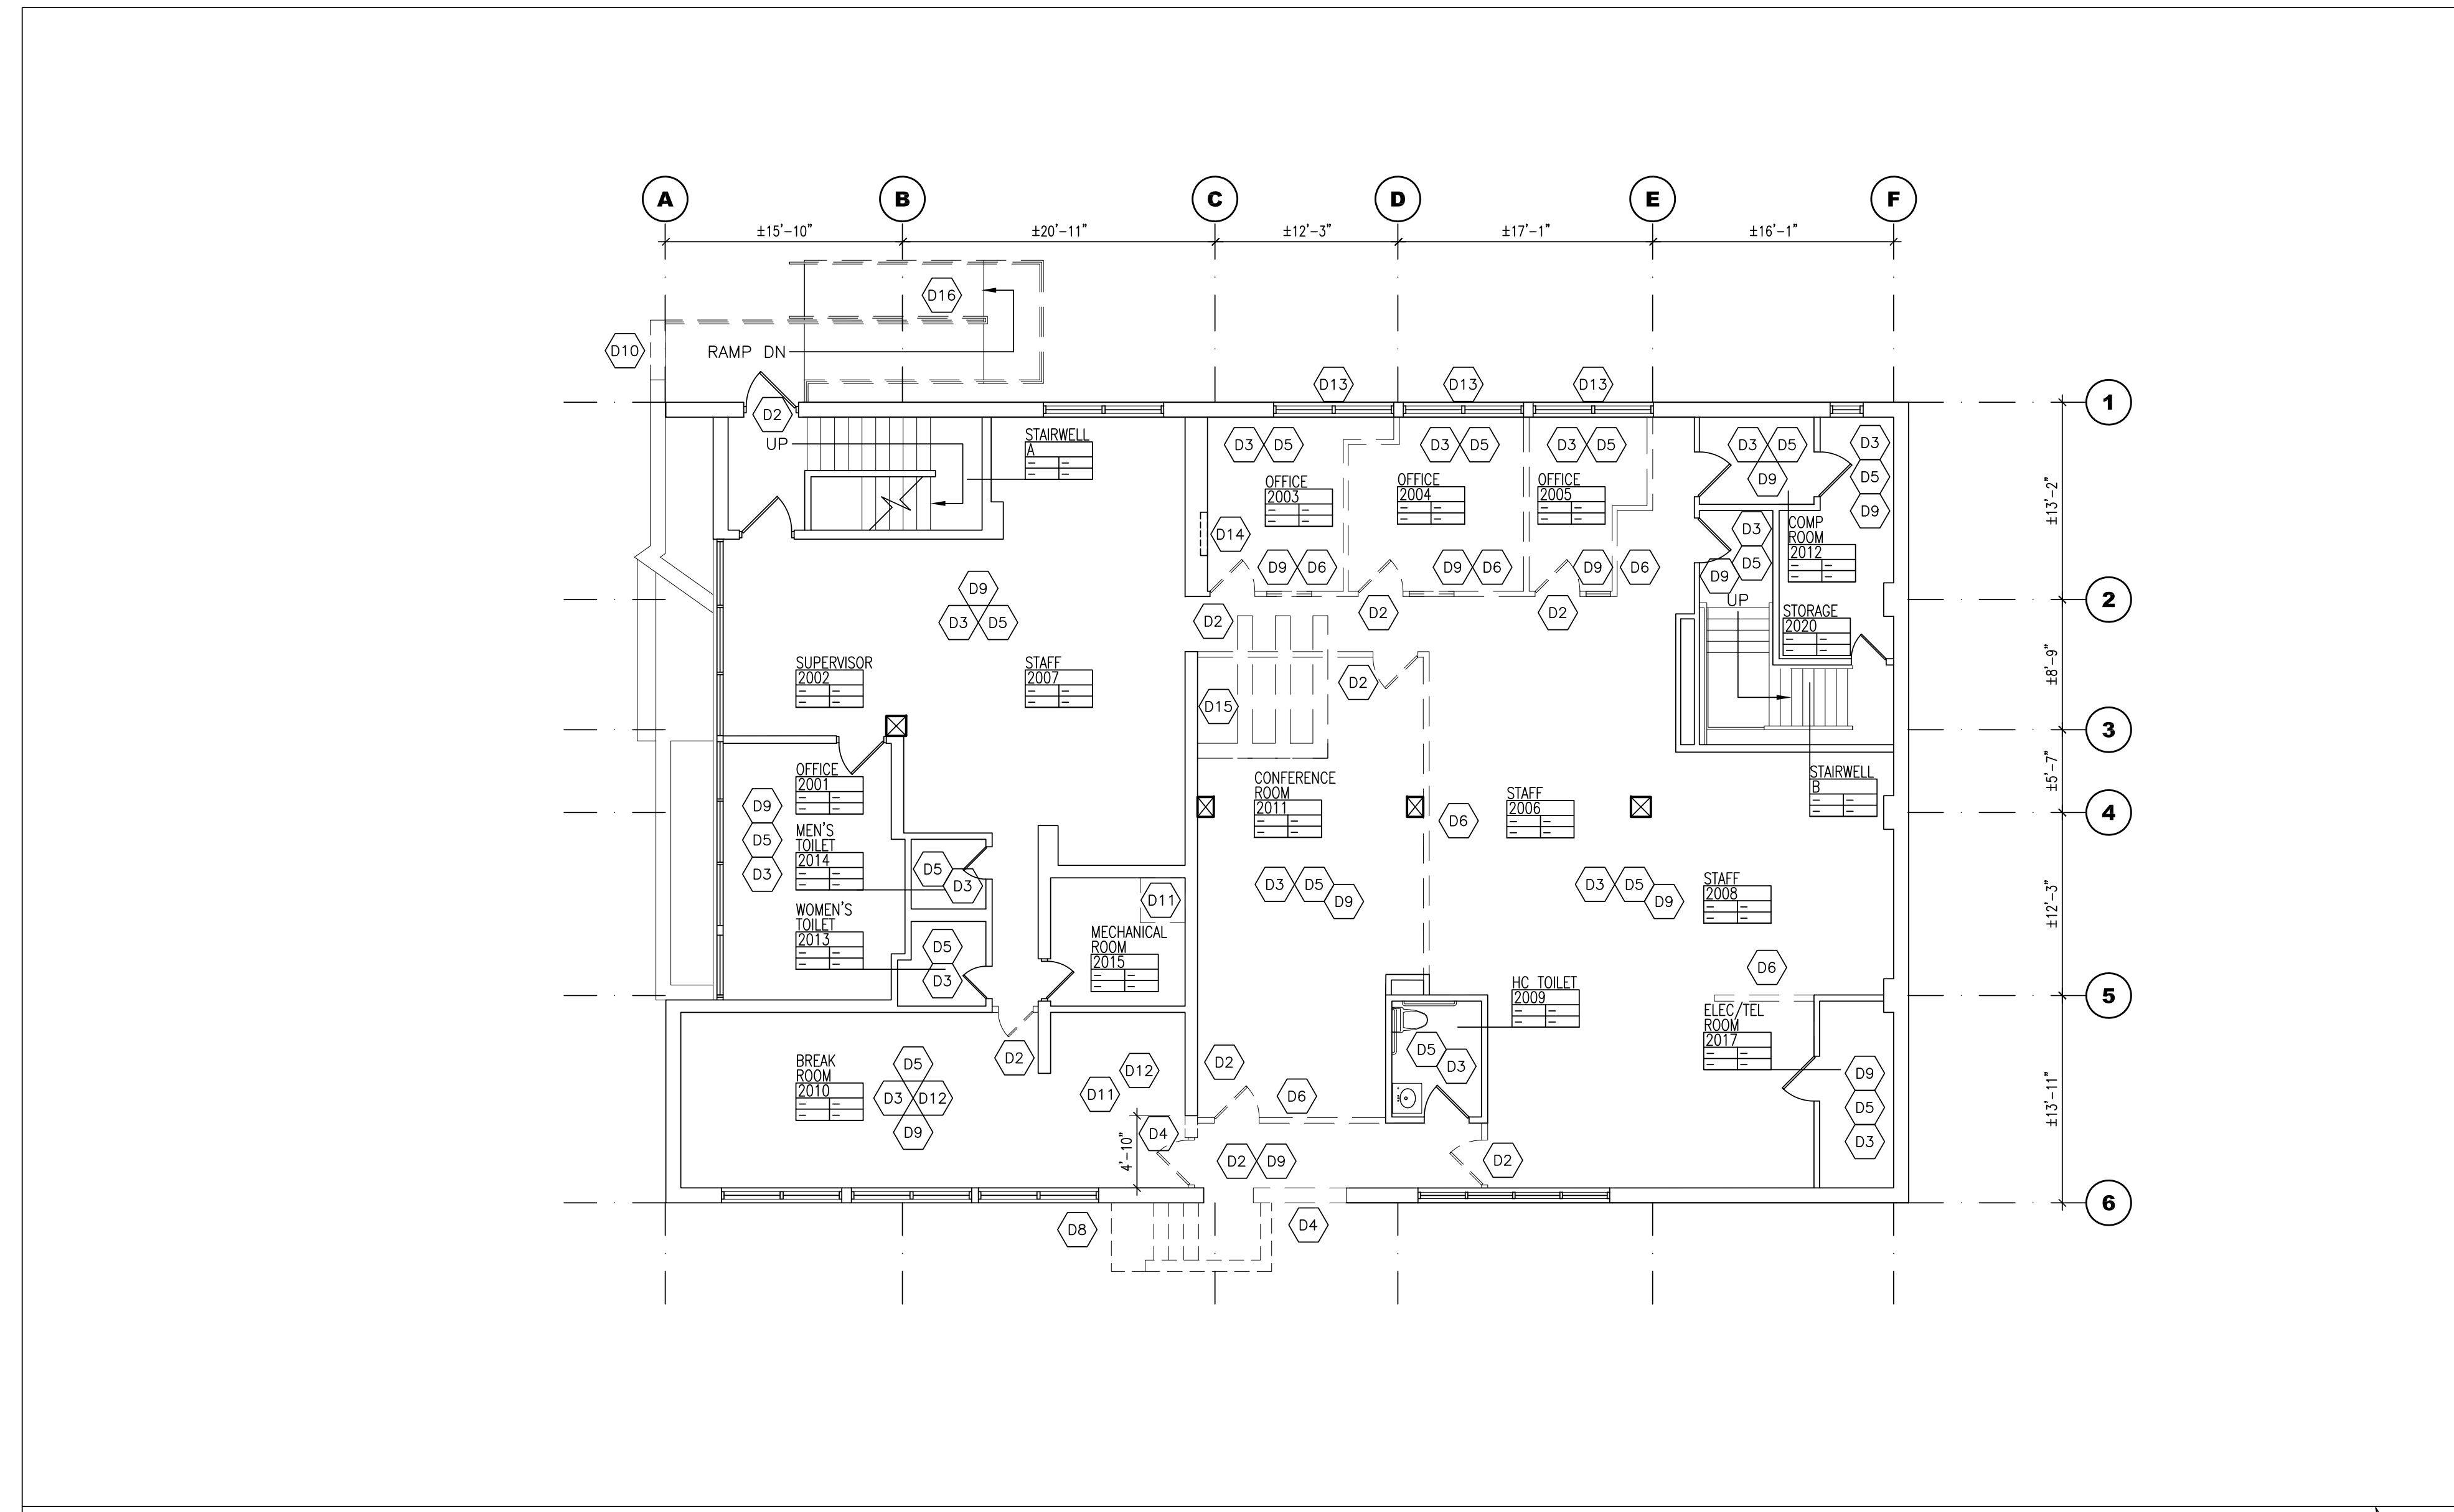 A B C D E F
±15'-10" ±20'-11" ±12'-3" ±17'-1" ±16'-1"
D16
D10
RAMP DN
D13 D13 D13
D2
1
UP
STAIRWELL
A
– –
– –
D3 D5
D3 D5
D3 D5
D3 D5
D9
D3
D5
D9
OFFICE
2003
– –
– –
OFFICE
2004
– –
– –
OFFICE
2005
– –
– –
±13'-2"
D14
D3
D5
D9
COMP
ROOM
2012
– –
– –
D9 D6
D9 D6
D9 D6
D9
D3 D5
D2
D2
D2
UP
2
STORAGE
2020
– –
– –
SUPERVISOR
2002
– –
– –
STAFF
2007
– –
– –
D2
D15
±8'-9"
3
OFFICE
2001
– –
– –
CONFERENCE
ROOM
2011
– –
– –
STAFF
2006
– –
– –
STAIRWELL
B
– –
– –
±5'-7"
D9
D5
D3
D6
4
MEN'S
TOILET
2014
– –
– –
D5
D3
D3 D5
D9
D3 D5
D9
STAFF
2008
– –
– –
±12'-3"
D11
WOMEN'S
TOILET
2013
– –
– –
D5
D3
MECHANICAL
ROOM
2015
– –
– –
D6
HC TOILET
2009
– –
– –
5
ELEC/TEL
ROOM
2017
– –
– –
D2
D2
D5
D3
BREAK
ROOM
2010
– –
– –
D5
D3 D12
D9
D12
D11
D6
D9
D5
D3
±13'-11"
D4
4'-10"
D2 D9
D2
6
D8
D4